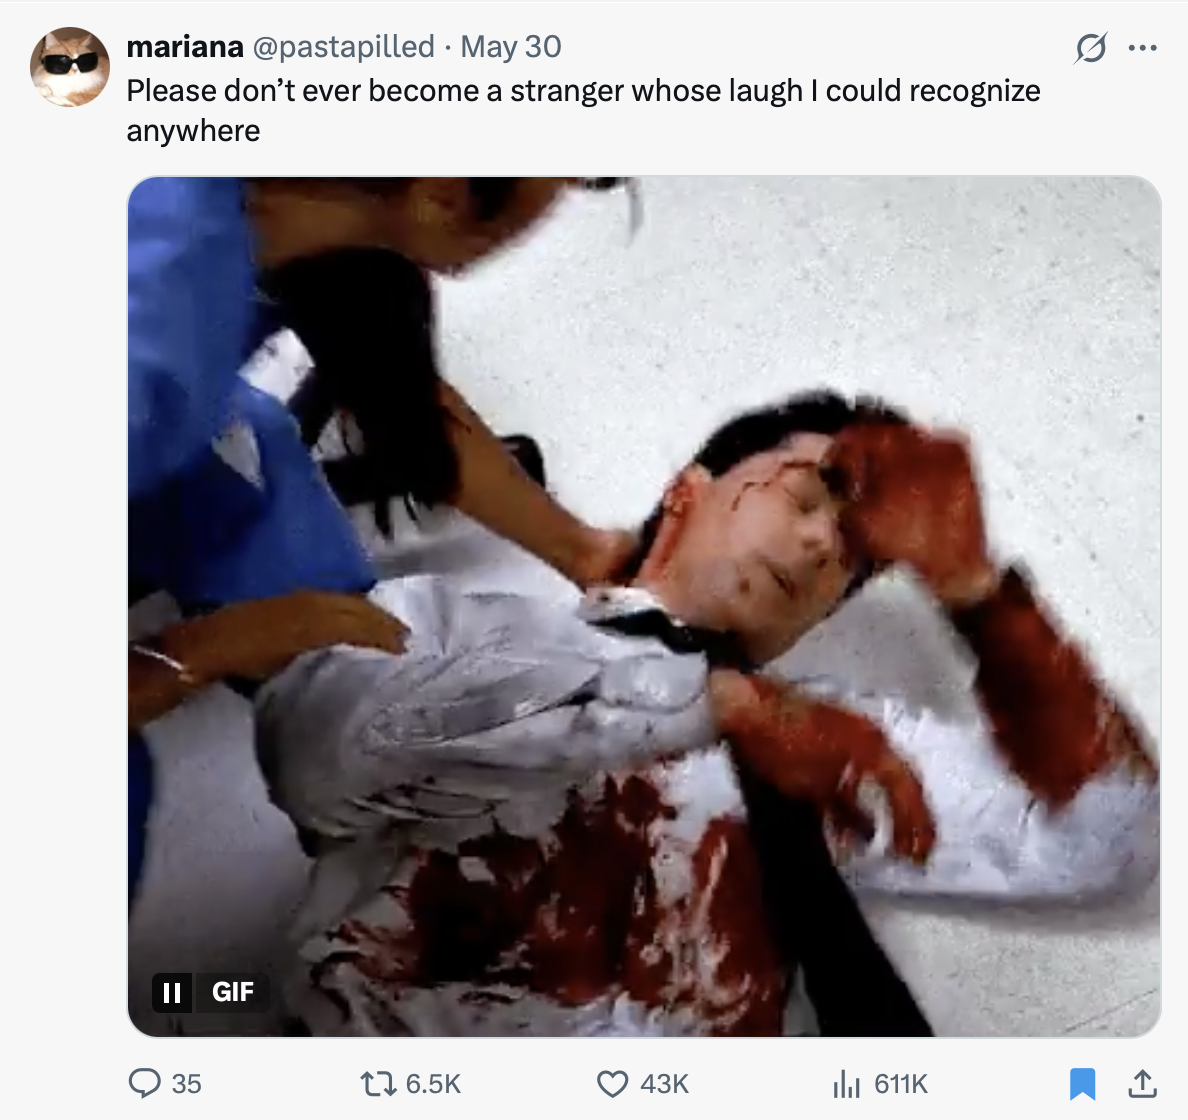 mariana @pastapilled · May 30
Please don’t ever become a stranger whose laugh I could recognize
anywhere
GIF
35 6.5K 43K 611K